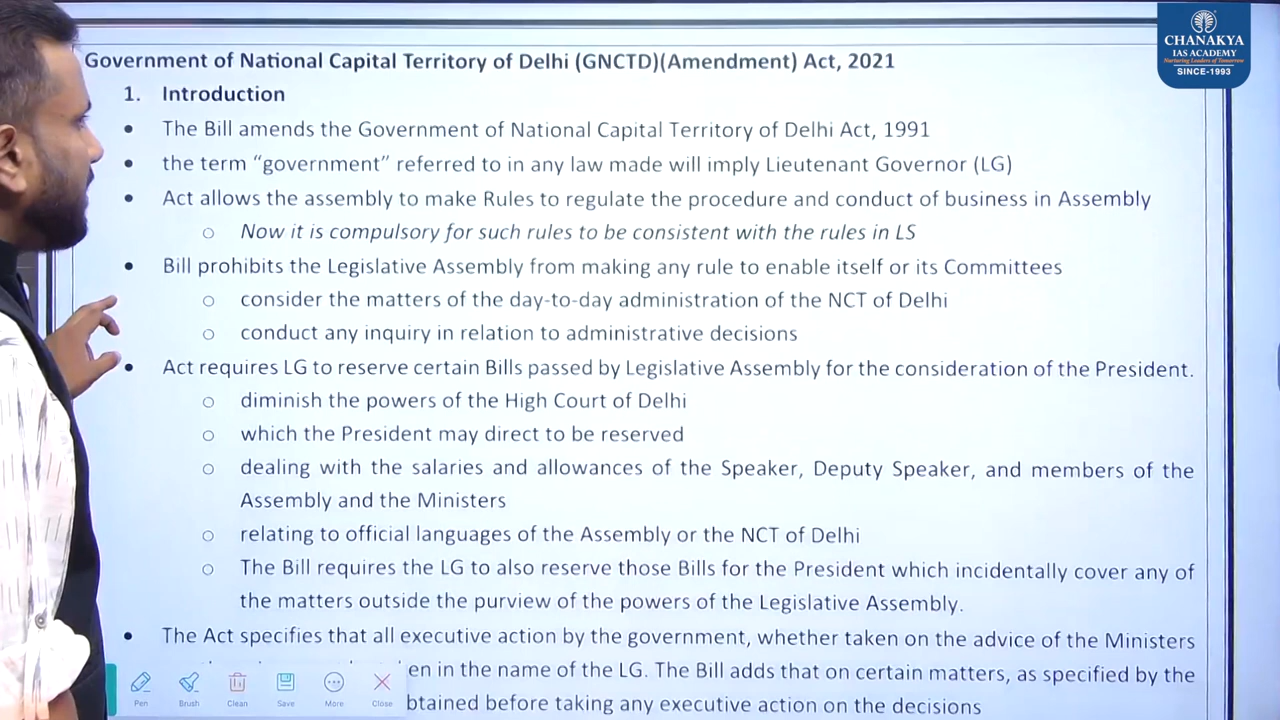 CHANAKYA
IAS ACADEMY
Nurturing Leaders of Tomorrow
SINCE-1993
Government of National Capital Territory of Delhi (GNCTD)(Amendment) Act, 2021
1. Introduction
• The Bill amends the Government of National Capital Territory of Delhi Act, 1991
• the term “government” referred to in any law made will imply Lieutenant Governor (LG)
• Act allows the assembly to make Rules to regulate the procedure and conduct of business in Assembly
○ Now it is compulsory for such rules to be consistent with the rules in LS
• Bill prohibits the Legislative Assembly from making any rule to enable itself or its Committees
○ consider the matters of the day-to-day administration of the NCT of Delhi
○ conduct any inquiry in relation to administrative decisions
• Act requires LG to reserve certain Bills passed by Legislative Assembly for the consideration of the President.
○ diminish the powers of the High Court of Delhi
○ which the President may direct to be reserved
○ dealing with the salaries and allowances of the Speaker, Deputy Speaker, and members of the
Assembly and the Ministers
○ relating to official languages of the Assembly or the NCT of Delhi
○ The Bill requires the LG to also reserve those Bills for the President which incidentally cover any of
the matters outside the purview of the powers of the Legislative Assembly.
• The Act specifies that all executive action by the government, whether taken on the advice of the Ministers
en in the name of the LG. The Bill adds that on certain matters, as specified by the
btained before taking any executive action on the decisions
Pen Brush Clean Save More Close